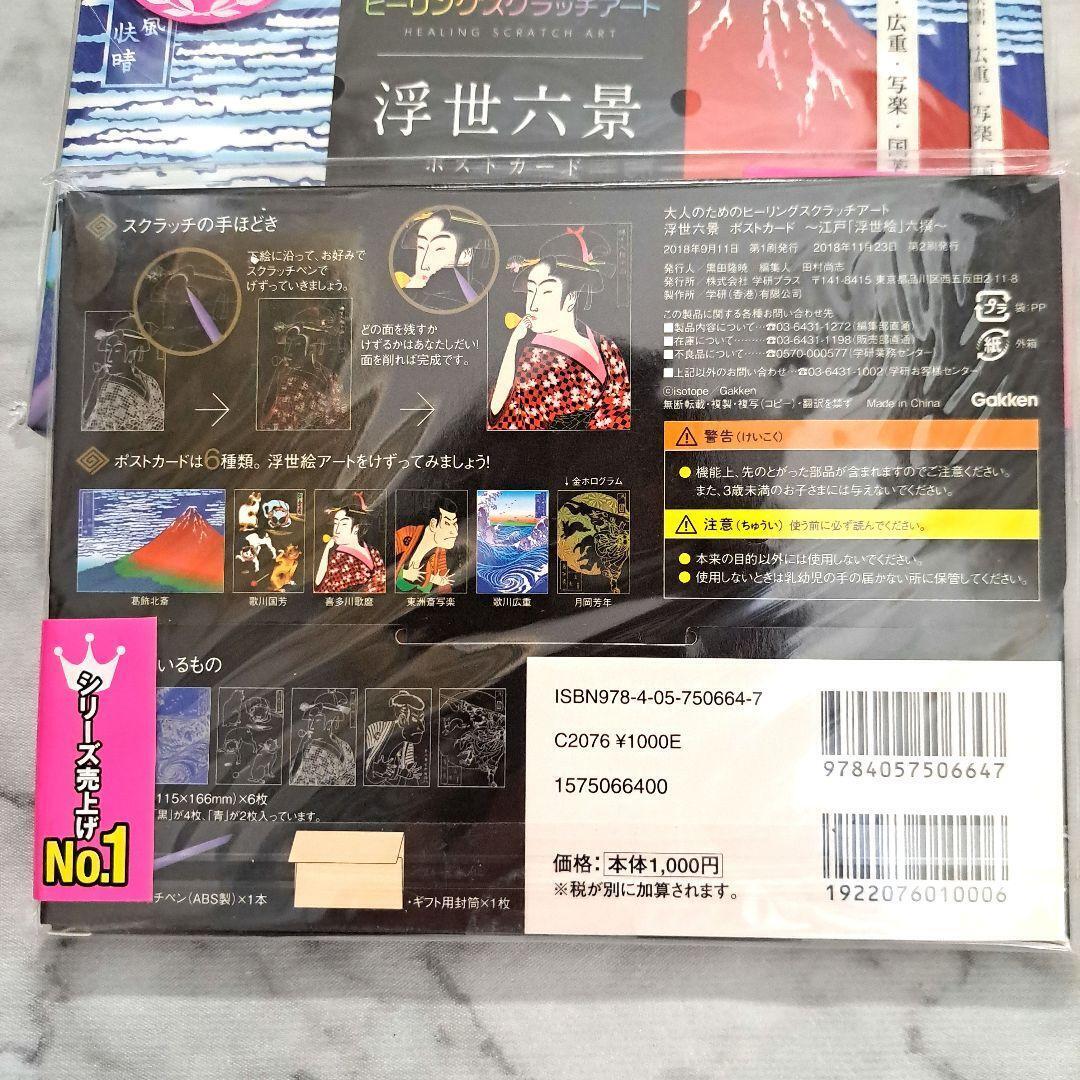 ヒーリングスクラッチアート
HEALING SCRATCH ART
浮世六景
ポストカード
風
快晴
広重・写楽・国芳
広重・写楽
スクラッチの手ほどき
下絵に沿って、お好みで
スクラッチペンで
けずっていきましょう。
どの面を残すか
けずるかはあなたしだい!
面を削れば完成です。
ポストカードは6種類。浮世絵アートをけずってみましょう!
↓金ホログラム
葛飾北斎
歌川国芳
喜多川歌麿
東洲斎写楽
歌川広重
月岡芳年
大人のためのヒーリングスクラッチアート
浮世六景 ポストカード 〜江戸「浮世絵」六撰〜
2018年9月11日 第1刷発行 2018年11月23日 第2刷発行
発行人 黒田隆暁 編集人 田村尚志
発行所 株式会社 学研プラス 〒141-8415 東京都品川区西五反田2-11-8
製作所 学研(香港)有限公司
この製品に関する各種お問い合わせ先
■製品内容について…☎03-6431-1272(編集部直通)
■在庫について………☎03-6431-1198(販売部直通)
■不良品について……☎0570-000577(学研業務センター)
■上記以外のお問い合わせ…☎03-6431-1002(学研お客様センター)
©isotope/Gakken
無断転載・複製・複写(コピー)・翻訳を禁ず Made in China
Gakken
プラ
袋:PP
紙
外箱
警告(けいこく)
●機能上、先のとがった部品が含まれますのでご注意ください。
また、3歳未満のお子さまには与えないでください。
注意(ちゅうい) 使う前に必ず読んでください。
●本来の目的以外には使用しないでください。
●使用しないときは乳幼児の手の届かない所に保管してください。
いるもの
115×166mm)×6枚
「黒」が4枚、「青」が2枚入っています。
チペン(ABS製)×1本
・ギフト用封筒×1枚
シリーズ売上げ
No.1
ISBN978-4-05-750664-7
C2076 ¥1000E
1575066400
価格:本体1,000円
※税が別に加算されます。
9784057506647
1922076010006